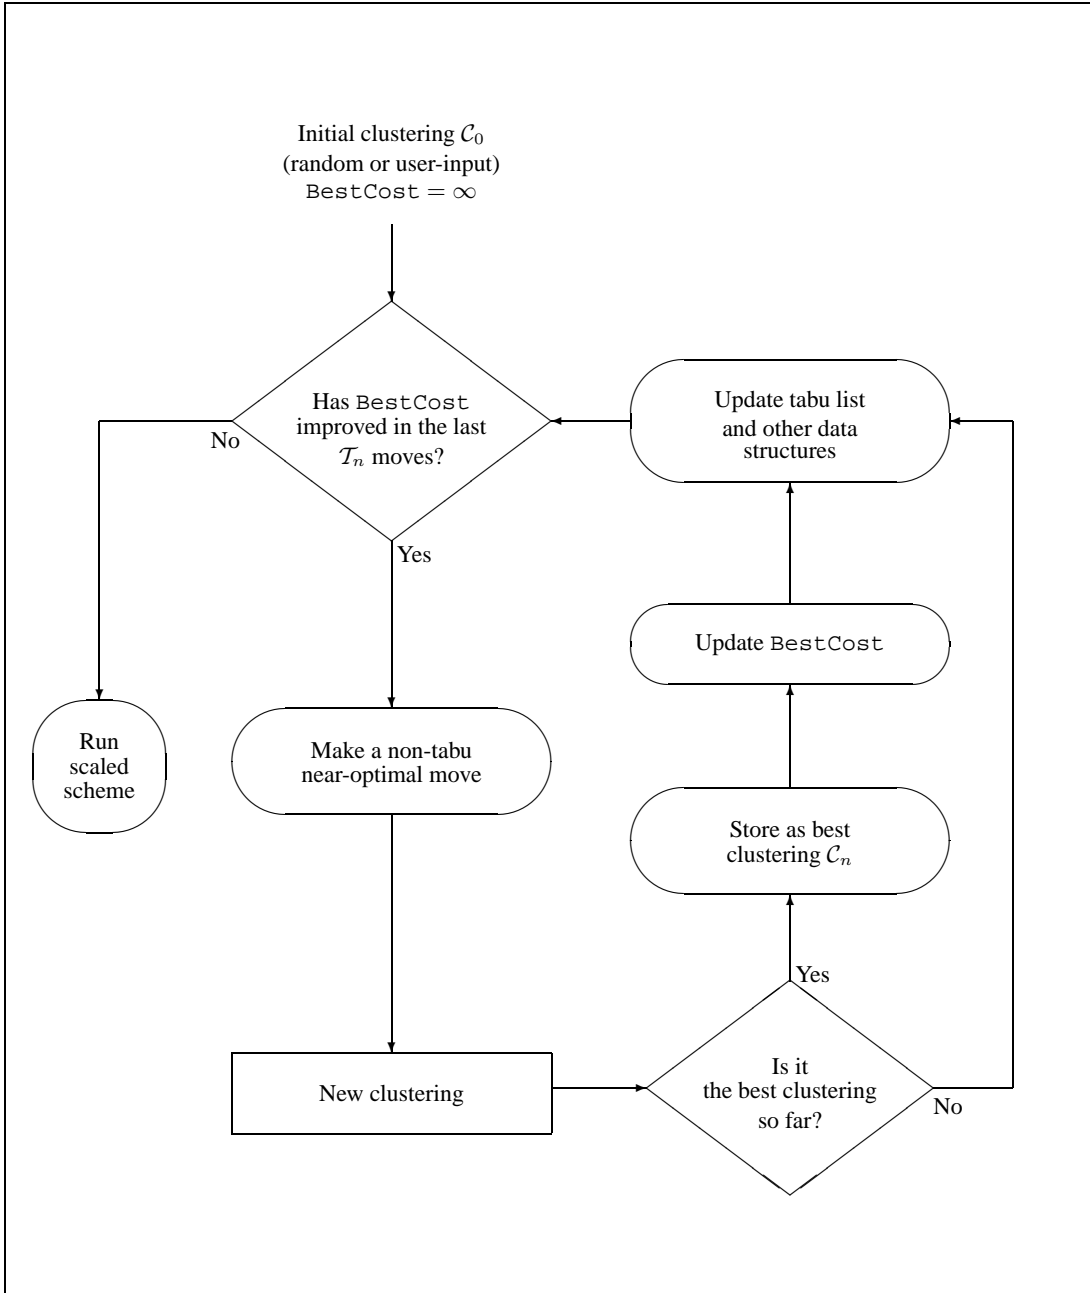 Initial clustering 𝒞₀
(random or user-input)
BestCost = ∞
Has BestCost
improved in the last
𝒯ₙ moves?
No
Yes
Update tabu list
and other data
structures
Update BestCost
Run
scaled
scheme
Make a non-tabu
near-optimal move
Store as best
clustering 𝒞ₙ
Yes
New clustering
Is it
the best clustering
so far?
No